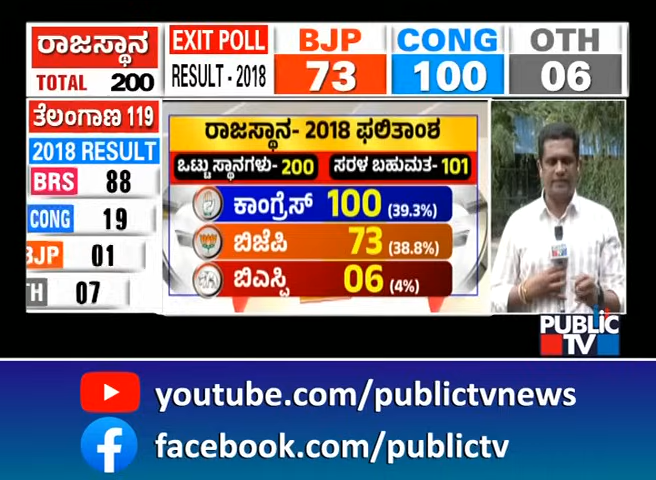 ರಾಜಸ್ಥಾನ
TOTAL 200
EXIT POLL
RESULT - 2018
BJP
73
CONG
100
OTH
06
ತೆಲಂಗಾಣ 119
2018 RESULT
BRS 88
CONG 19
BJP 01
TH 07
ರಾಜಸ್ಥಾನ- 2018 ಫಲಿತಾಂಶ
ಒಟ್ಟು ಸ್ಥಾನಗಳು- 200 ಸರಳ ಬಹುಮತ- 101
ಕಾಂಗ್ರೆಸ್ 100 (39.3%)
ಬಿಜೆಪಿ 73 (38.8%)
ಬಿಎಸ್ಪಿ 06 (4%)
PUBLiC
TV
youtube.com/publictvnews
facebook.com/publictv